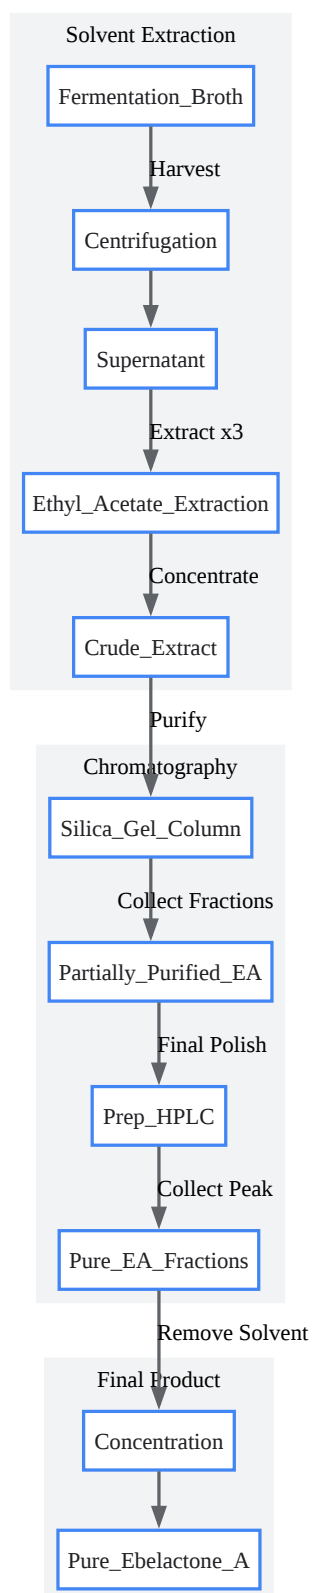 Solvent Extraction
Fermentation_Broth
Harvest
Centrifugation
Supernatant
Extract x3
Ethyl_Acetate_Extraction
Concentrate
Crude_Extract
Purify
Chromatography
Silica_Gel_Column
Collect Fractions
Partially_Purified_EA
Final Polish
Prep_HPLC
Collect Peak
Pure_EA_Fractions
Remove Solvent
Final Product
Concentration
Pure_Ebelactone_A